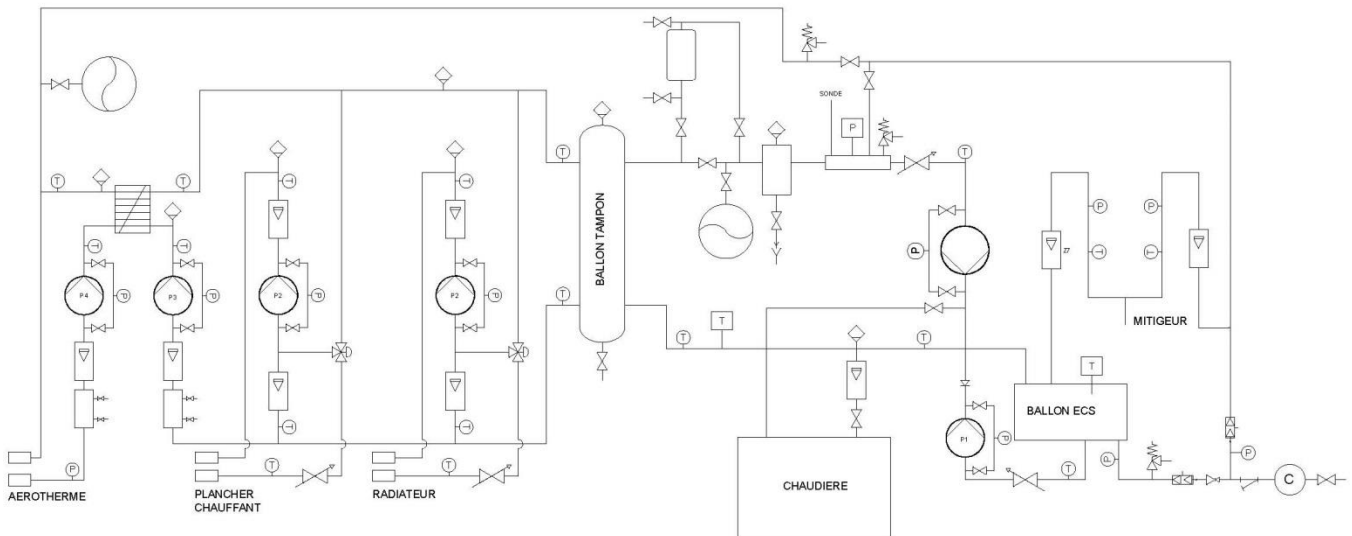 SONDE
P
T
T
T
T
T
T
BALLON TAMPON
T
T
P
P
T
T
MITIGEUR
P4
P
P3
P
P2
P
P2
P
P
T
T
T
T
T
T
BALLON ECS
P1
P
P
T
P
C
CHAUDIERE
P
T
T
AEROTHERME
PLANCHER
CHAUFFANT
RADIATEUR